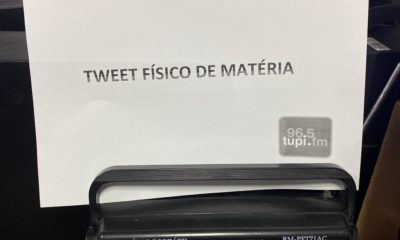 TWEET FÍSICO DE MATÉRIA
96.5
tupi.fm